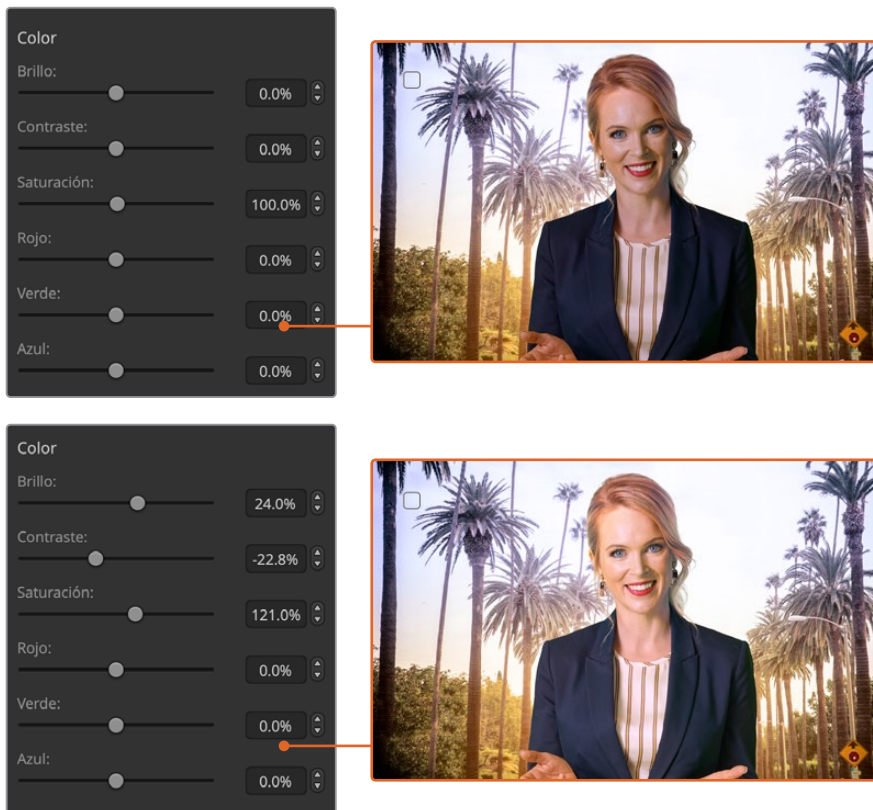 Color
Brillo:
0.0%
Contraste:
0.0%
Saturación:
100.0%
Rojo:
0.0%
Verde:
0.0%
Azul:
0.0%
Color
Brillo:
24.0%
Contraste:
-22.8%
Saturación:
121.0%
Rojo:
0.0%
Verde:
0.0%
Azul:
0.0%